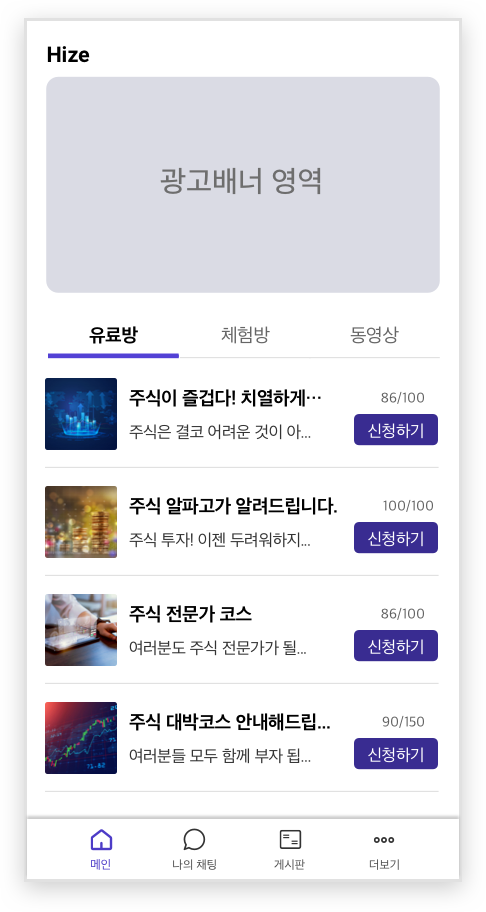 Hize
광고배너 영역
유료방 체험방 동영상
주식이 즐겁다! 치열하게··· 86/100
주식은 결코 어려운 것이 아... 신청하기
주식 알파고가 알려드립니다. 100/100
주식 투자! 이젠 두려워하지... 신청하기
주식 전문가 코스 86/100
여러분도 주식 전문가가 될... 신청하기
주식 대박코스 안내해드립... 90/150
여러분들 모두 함께 부자 됩... 신청하기
메인 나의 채팅 게시판 더보기